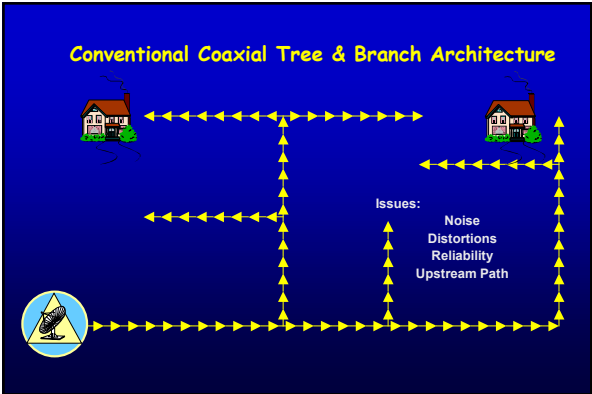 Conventional Coaxial Tree & Branch Architecture
Issues:
Noise
Distortions
Reliability
Upstream Path